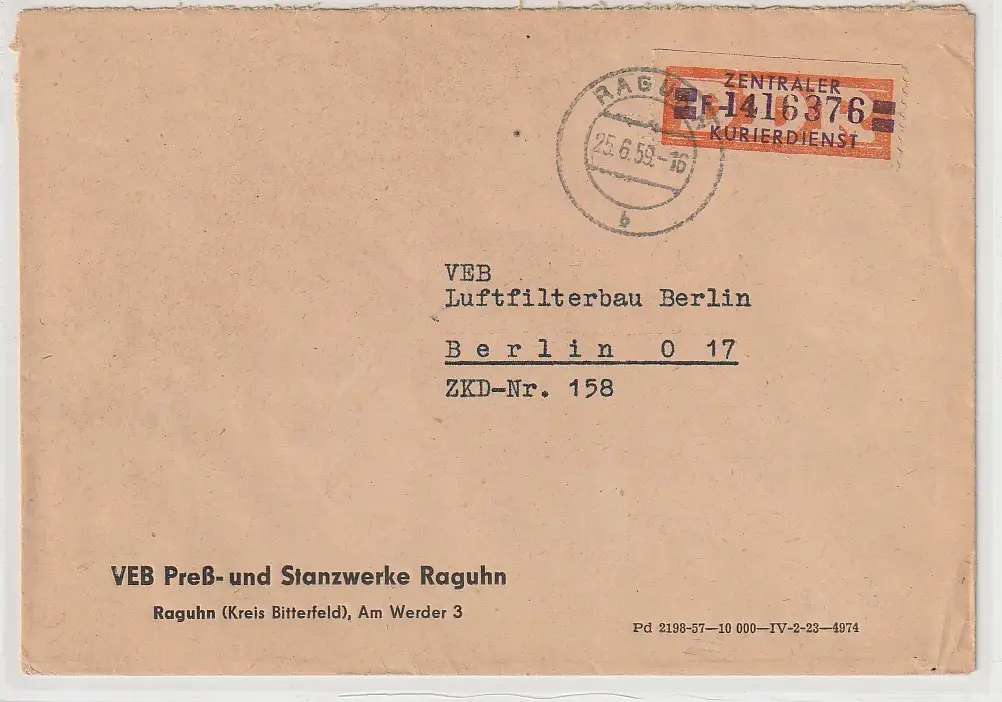 ZENTRALER
F-1416376
KURIERDIENST
25.6.59.-16
b
VEB
Luftfilterbau Berlin
Berlin O 17
ZKD-Nr. 158
VEB Preß- und Stanzwerke Raguhn
Raguhn (Kreis Bitterfeld), Am Werder 3
Pd 2198-57—10 000—IV-2-23—4974